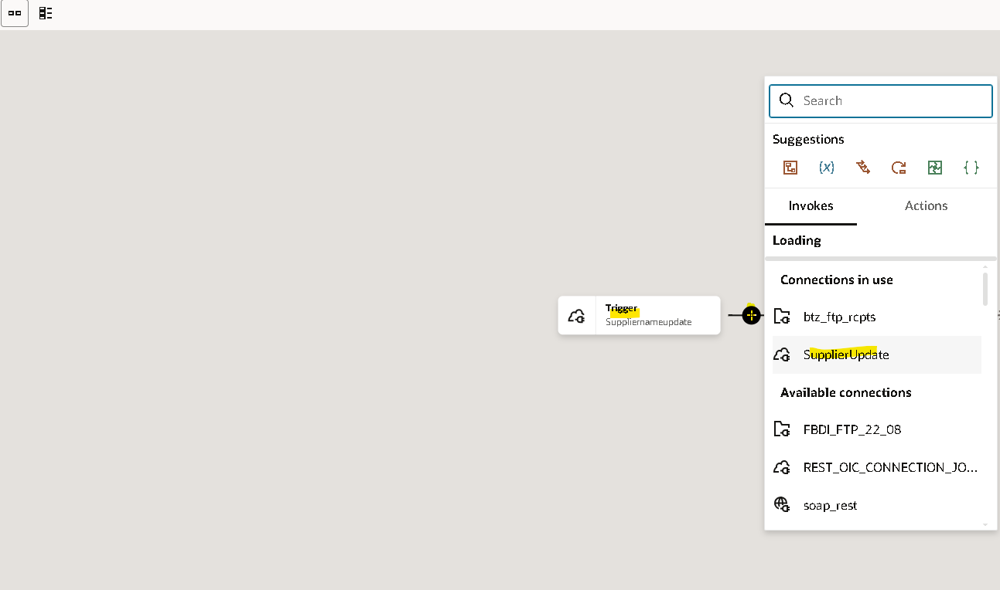 Search
Suggestions
(x)
{ }
Invokes Actions
Loading
Connections in use
Trigger
Suppliernameupdate
btz_ftp_rcpts
SupplierUpdate
Available connections
FBDI_FTP_22_08
REST_OIC_CONNECTION_JO...
soap_rest